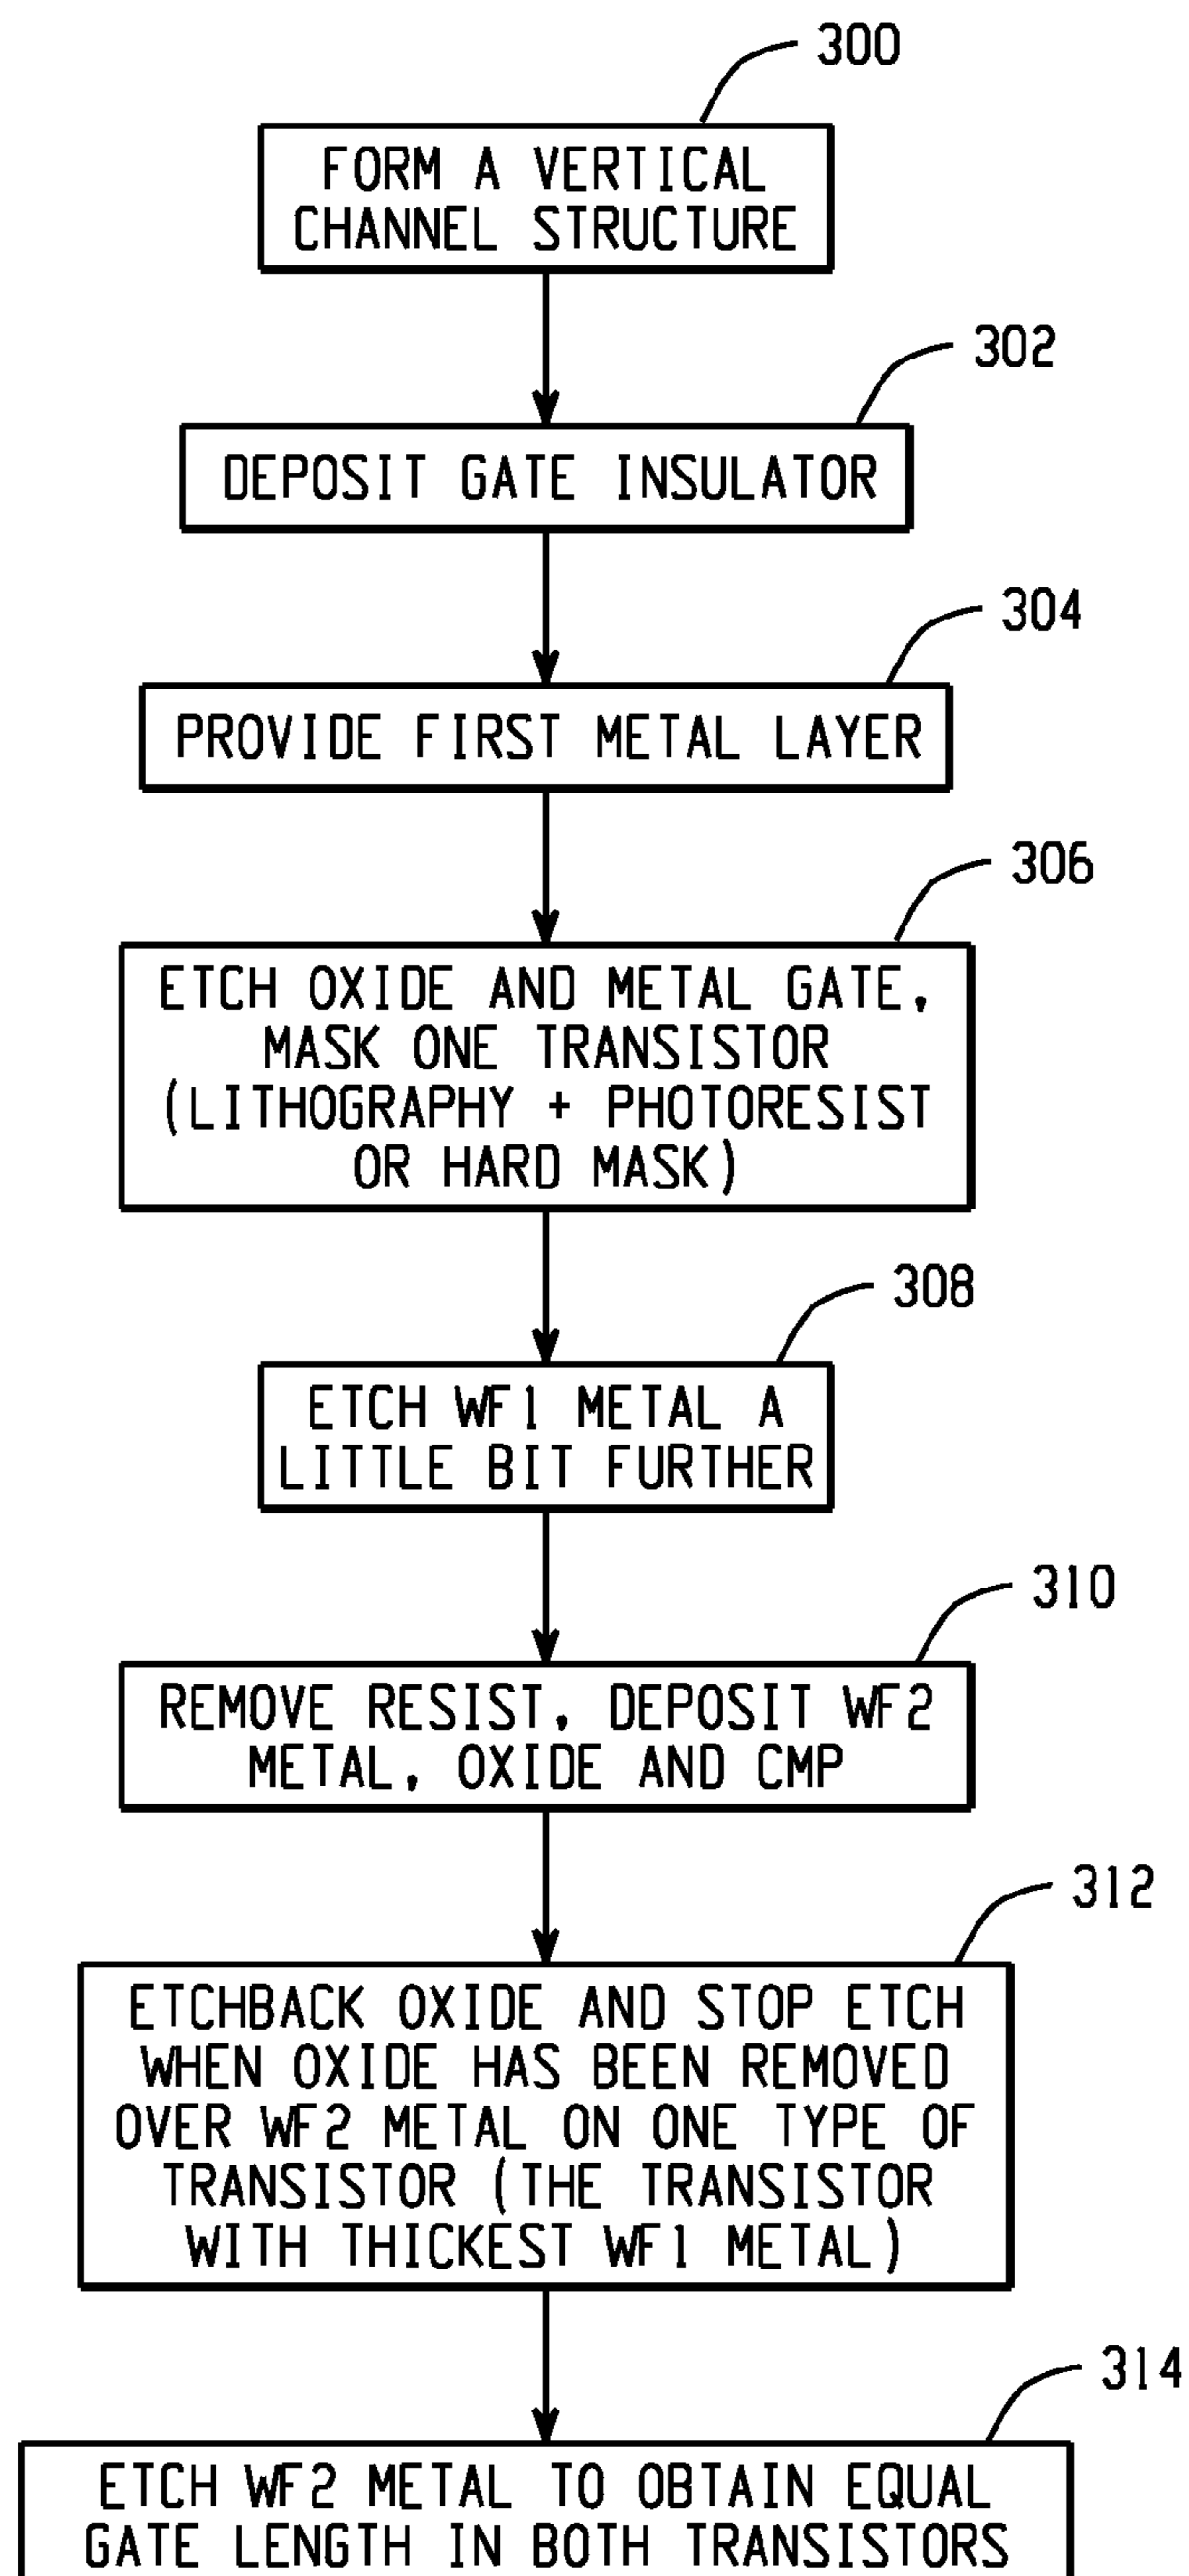 300
FORM A VERTICAL
CHANNEL STRUCTURE
302
DEPOSIT GATE INSULATOR
304
PROVIDE FIRST METAL LAYER
306
ETCH OXIDE AND METAL GATE,
MASK ONE TRANSISTOR
(LITHOGRAPHY + PHOTORESIST
OR HARD MASK)
308
ETCH WF1 METAL A
LITTLE BIT FURTHER
310
REMOVE RESIST, DEPOSIT WF2
METAL, OXIDE AND CMP
312
ETCHBACK OXIDE AND STOP ETCH
WHEN OXIDE HAS BEEN REMOVED
OVER WF2 METAL ON ONE TYPE OF
TRANSISTOR (THE TRANSISTOR
WITH THICKEST WF1 METAL)
314
ETCH WF2 METAL TO OBTAIN EQUAL
GATE LENGTH IN BOTH TRANSISTORS